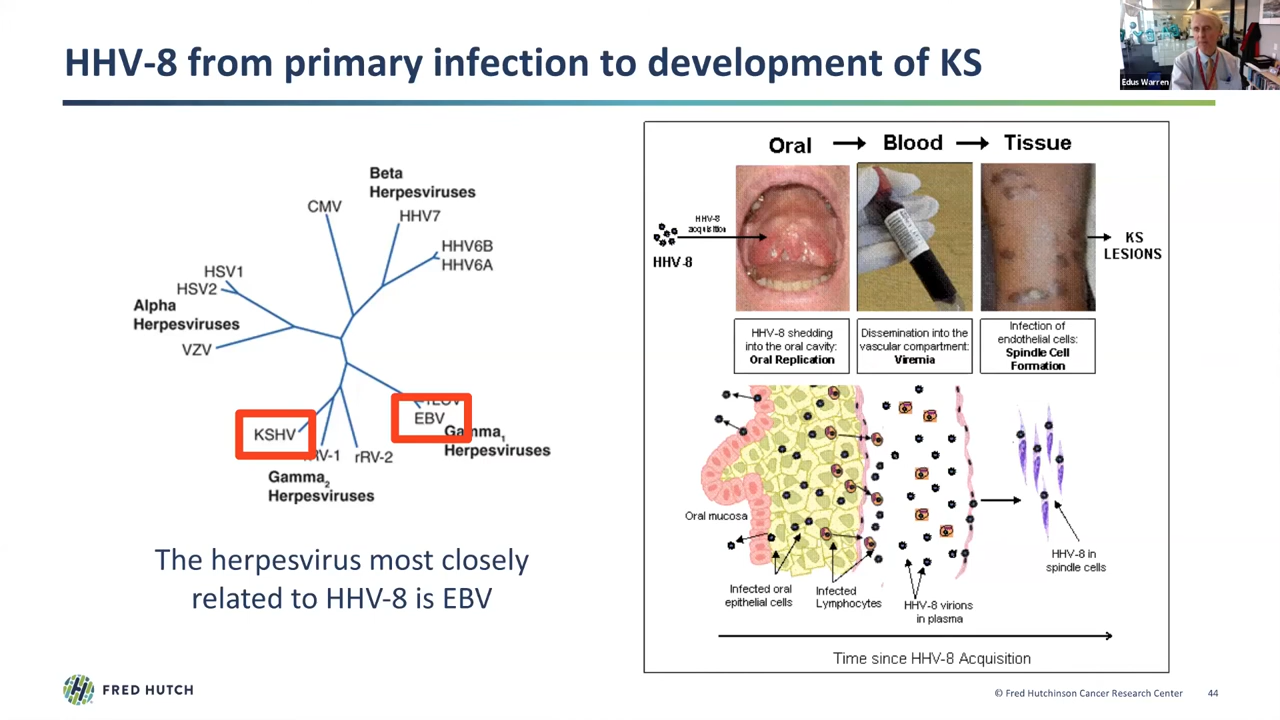 HHV-8 from primary infection to development of KS
Edus Warren
Beta
Herpesviruses
CMV
HHV7
HHV6B
HHV6A
HSV1
HSV2
Alpha
Herpesviruses
VZV
EBV
KSHV
Gamma1
Herpesviruses
rRV-2
Gamma2
Herpesviruses
The herpesvirus most closely
related to HHV-8 is EBV
Oral
Blood
Tissue
HHV-8
acquisition
HHV-8
KS
LESIONS
HHV-8 shedding
into the oral cavity:
Oral Replication
Dissemination into the
vascular compartment:
Viremia
Infection of
endothelial cells:
Spindle Cell
Formation
Oral mucosa
Infected oral
epithelial cells
Infected
Lymphocytes
HHV-8 virions
in plasma
HHV-8 in
spindle cells
Time since HHV-8 Acquisition
FRED HUTCH
© Fred Hutchinson Cancer Research Center
44